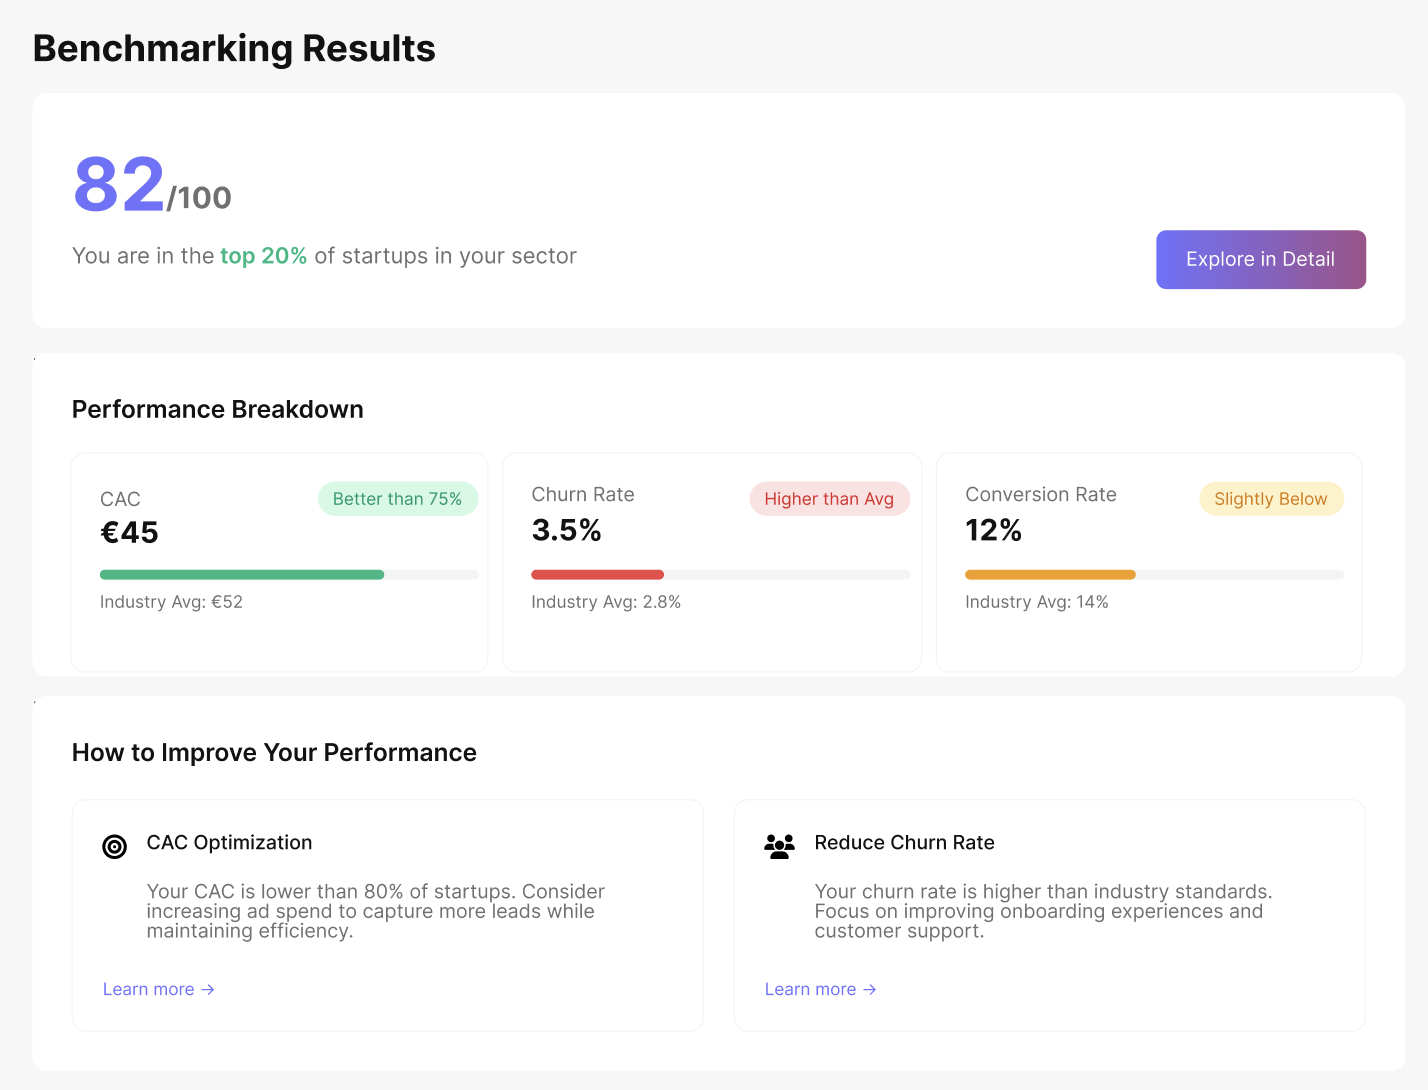 Benchmarking Results
82/100
You are in the top 20% of startups in your sector
Explore in Detail
Performance Breakdown
CAC
Better than 75%
€45
Industry Avg: €52
Churn Rate
Higher than Avg
3.5%
Industry Avg: 2.8%
Conversion Rate
Slightly Below
12%
Industry Avg: 14%
How to Improve Your Performance
CAC Optimization
Your CAC is lower than 80% of startups. Consider
increasing ad spend to capture more leads while
maintaining efficiency.
Learn more →
Reduce Churn Rate
Your churn rate is higher than industry standards.
Focus on improving onboarding experiences and
customer support.
Learn more →